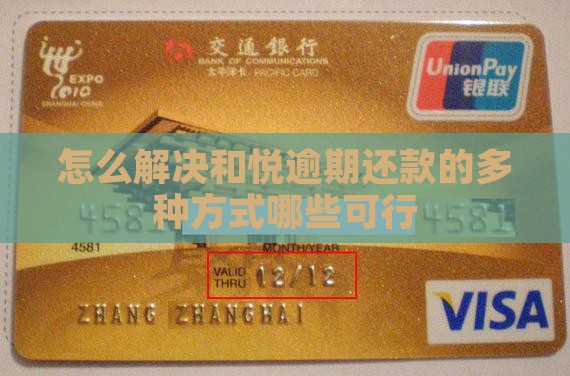 EXPO
2010
SHANGHAI CHINA
交通銀行
BANK OF COMMUNICATIONS
太平洋卡 PACIFIC CARD
UnionPay
银联
怎么解决和悦逾期还款的多
种方式哪些可行
4581
4581
4581
MONTH/YEAR
VALID
THRU
12/12
ZHANG ZHANGHAI
VISA